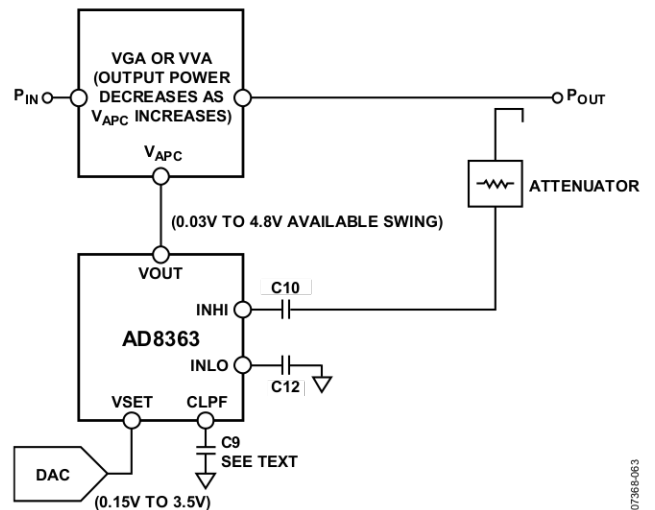 VGA OR VVA
(OUTPUT POWER
DECREASES AS
VAPC INCREASES)
PIN
POUT
VAPC
ATTENUATOR
(0.03V TO 4.8V AVAILABLE SWING)
VOUT
C10
INHI
AD8363
INLO
C12
VSET
CLPF
C9
SEE TEXT
DAC
(0.15V TO 3.5V)
07368-063